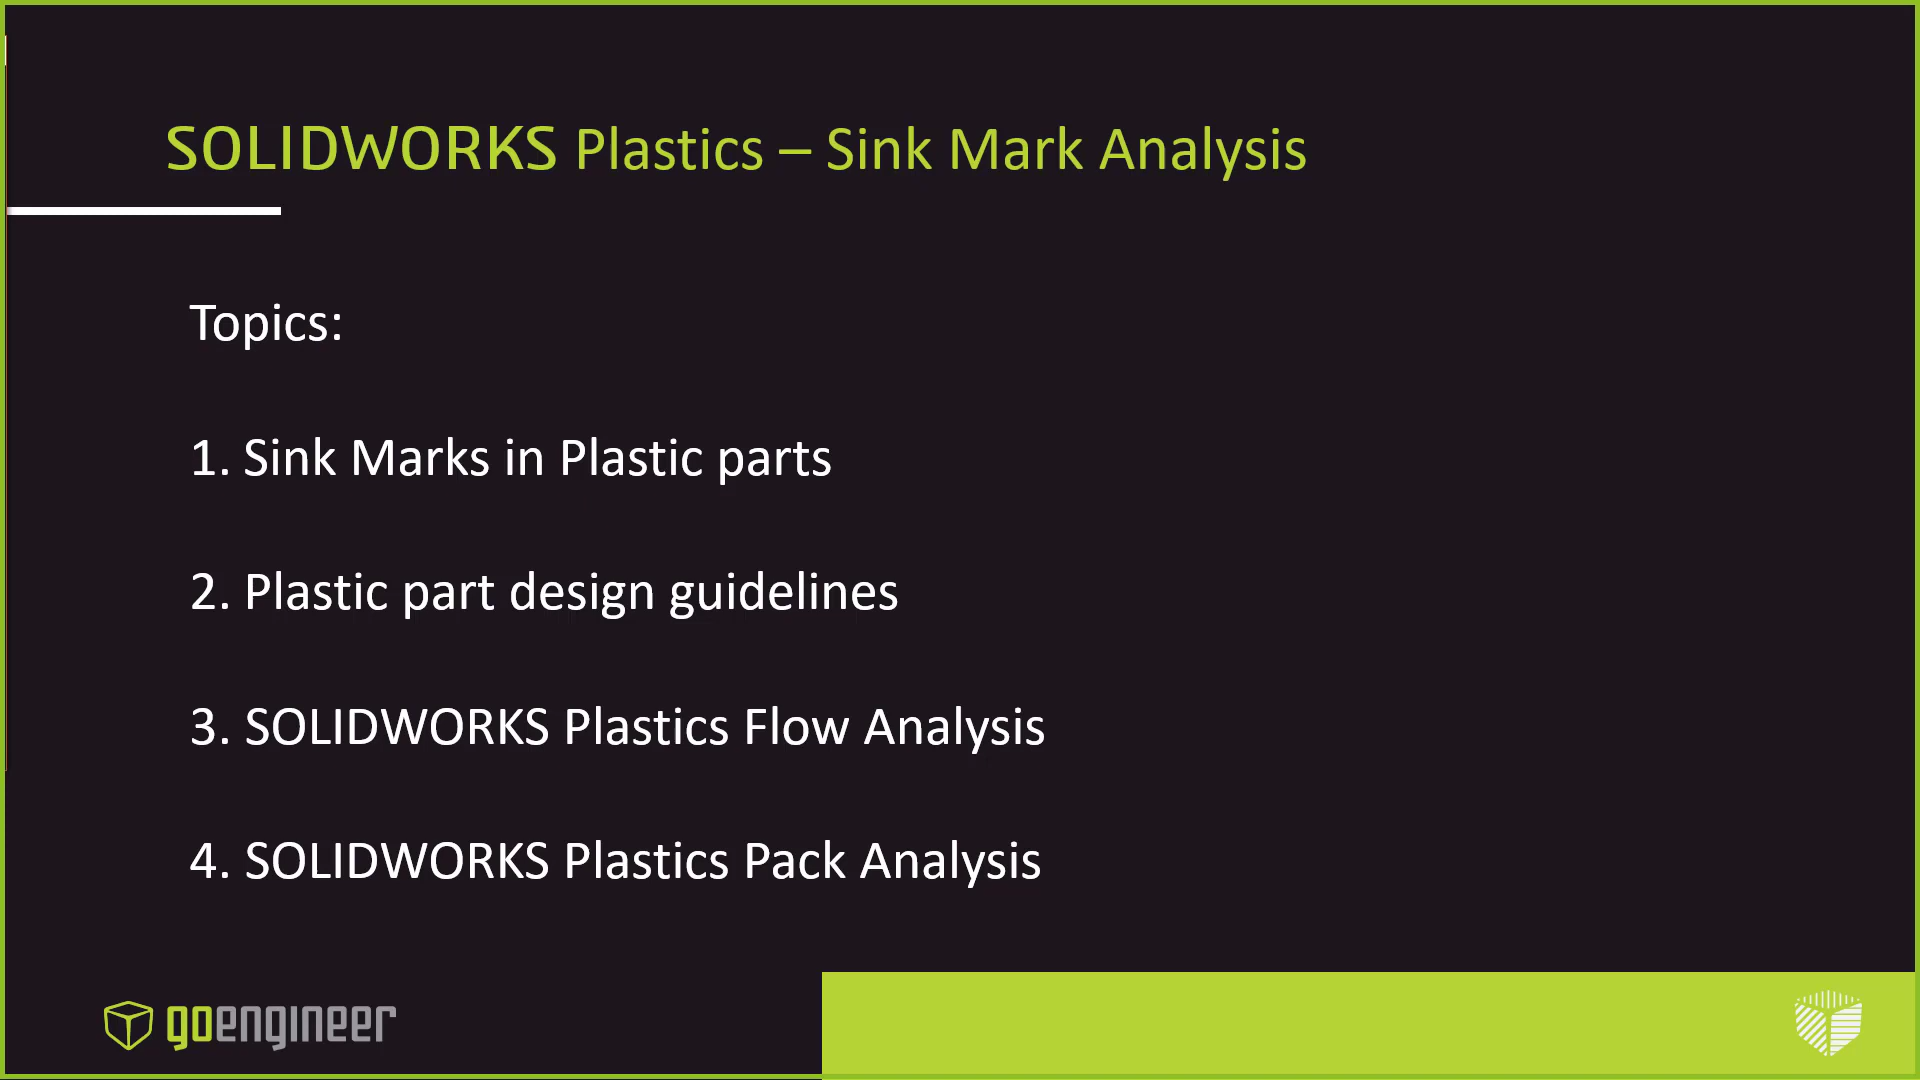 SOLIDWORKS Plastics – Sink Mark Analysis
Topics:
1. Sink Marks in Plastic parts
2. Plastic part design guidelines
3. SOLIDWORKS Plastics Flow Analysis
4. SOLIDWORKS Plastics Pack Analysis
goengineer